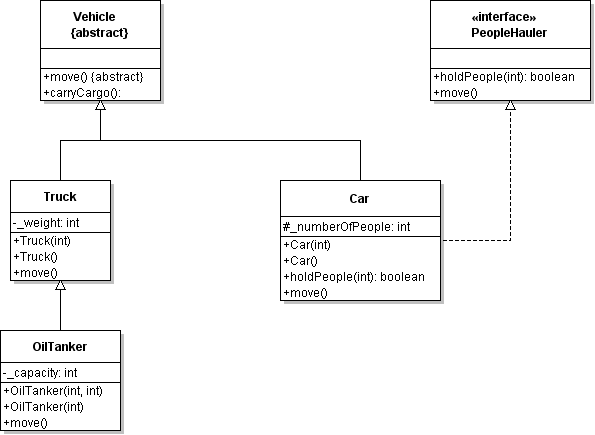 Vehicle
{abstract}
+move() {abstract}
+carryCargo():
«interface»
PeopleHauler
+holdPeople(int): boolean
+move()
Truck
-_weight: int
+Truck(int)
+Truck()
+move()
Car
#_numberOfPeople: int
+Car(int)
+Car()
+holdPeople(int): boolean
+move()
OilTanker
-_capacity: int
+OilTanker(int, int)
+OilTanker(int)
+move()